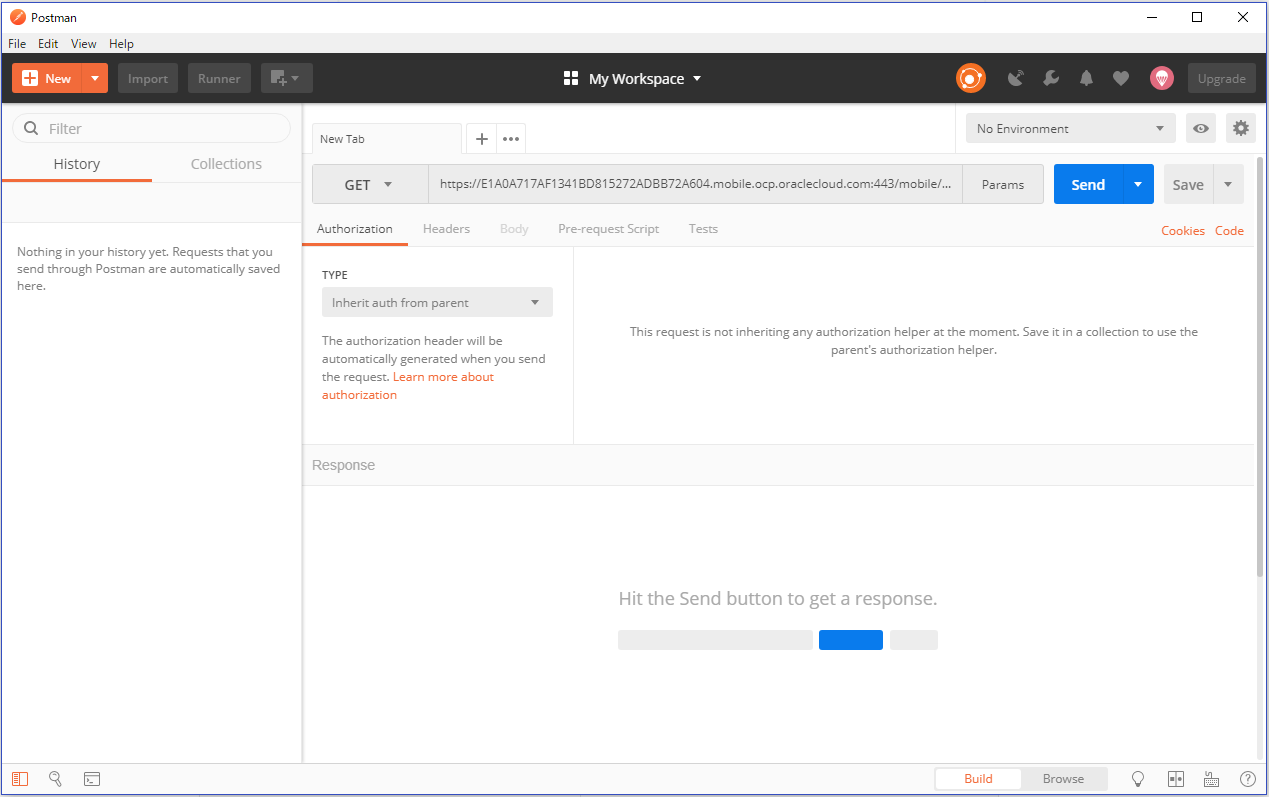 Postman
File Edit View Help
New Import Runner My Workspace Upgrade
Filter
History Collections
Nothing in your history yet. Requests that you
send through Postman are automatically saved
here.
New Tab
No Environment
GET https://E1A0A717AF1341BD815272ADBB72A604.mobile.ocp.oraclecloud.com:443/mobile/... Params Send Save
Authorization Headers Body Pre-request Script Tests Cookies Code
TYPE
Inherit auth from parent
The authorization header will be
automatically generated when you send
the request. Learn more about
authorization
This request is not inheriting any authorization helper at the moment. Save it in a collection to use the
parent's authorization helper.
Response
Hit the Send button to get a response.
Build Browse